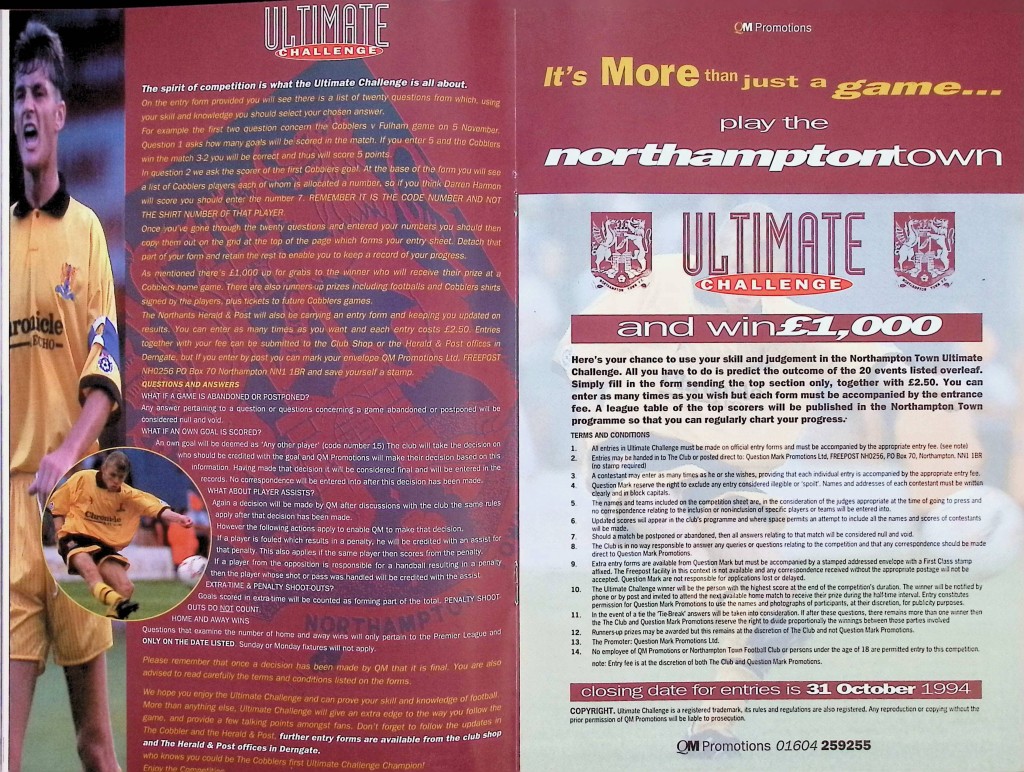 ULTIMATE
CHALLENGE
The spirit of competition is what the Ultimate Challenge is all about.
On the entry form provided you will see there is a list of twenty questions from which, using
your skill and knowledge you should select your chosen answer.
For example the first two question concern the Cobblers v Fulham game on 5 November.
Question 1 asks how many goals will be scored in the match. If you enter 5 and the Cobblers
win the match 3-2 you will be correct and thus will score 5 points.
In question 2 we ask the scorer of the first Cobblers goal. At the base of the form you will see
a list of Cobblers players each of whom is allocated a number, so if you think Darren Harmon
will score you should enter the number 7. REMEMBER IT IS THE CODE NUMBER AND NOT
THE SHIRT NUMBER OF THAT PLAYER.
Once you've gone through the twenty questions and entered your numbers you should then
copy them out on the grid at the top of the page which forms your entry sheet. Detach that
part of your form and retain the rest to enable you to keep a record of your progress.
As mentioned there's £1,000 up for grabs to the winner who will receive their prize at a
Cobblers home game. There are also runners-up prizes including footballs and Cobblers shirts
signed by the players, plus tickets to future Cobblers games.
The Northants Herald & Post will also be carrying an entry form and keeping you updated on
results. You can enter as many times as you want and each entry costs £2.50. Entries
together with your fee can be submitted to the Club Shop or the Herald & Post offices in
Derngate, but if you enter by post you can mark your envelope QM Promotions Ltd, FREEPOST
NH0256 PO Box 70 Northampton NN1 1BR and save yourself a stamp.
QUESTIONS AND ANSWERS
WHAT IF A GAME IS ABANDONED OR POSTPONED?
Any answer pertaining to a question or questions concerning a game abandoned or postponed will be
considered null and void.
WHAT IF AN OWN GOAL IS SCORED?
An own goal will be deemed as 'Any other player' (code number 15) The club will take the decision on
who should be credited with the goal and QM Promotions will make their decision based on this
information. Having made that decision it will be considered final and will be entered in the
records. No correspondence will be entered into after this decision has been made.
WHAT ABOUT PLAYER ASSISTS?
Again a decision will be made by QM after discussions with the club the same rules
apply after that decision has been made.
However the following actions apply to enable QM to make that decision.
If a player is fouled which results in a penalty, he will be credited with an assist for
that penalty. This also applies if the same player then scores from the penalty.
If a player from the opposition is responsible for a handball resulting in a penalty
then the player whose shot or pass was handled will be credited with the assist.
EXTRA-TIME & PENALTY SHOOT-OUTS?
Goals scored in extra-time will be counted as forming part of the total. PENALTY SHOOT-
OUTS DO NOT COUNT.
HOME AND AWAY WINS
Questions that examine the number of home and away wins will only pertain to the Premier League and
ONLY ON THE DATE LISTED. Sunday or Monday fixtures will not apply.
NORTHAMP
Please remember that once a decision has been made by QM that it is final. You are also
advised to read carefully the terms and conditions listed on the forms.
We hope you enjoy the Ultimate Challenge and can prove your skill and knowledge of football.
More than anything else, Ultimate Challenge will give an extra edge to the way you follow the
game, and provide a few talking points amongst fans. Don't forget to follow the updates in
The Cobbler and the Herald & Post, further entry forms are available from the club shop
and The Herald & Post offices in Derngate.
who knows you could be The Cobblers first Ultimate Challenge Champion!
Enjoy the Competition
ronicle
ECHO
Chronicle
QM Promotions
It's More than just a game...
play the
northamptontown
ULTIMATE
CHALLENGE
NORTHAMPTON TOWN
NORTHAMPTON TOWN
and win £1,000
Here's your chance to use your skill and judgement in the Northampton Town Ultimate
Challenge. All you have to do is predict the outcome of the 20 events listed overleaf.
Simply fill in the form sending the top section only, together with £2.50. You can
enter as many times as you wish but each form must be accompanied by the entrance
fee. A league table of the top scorers will be published in the Northampton Town
programme so that you can regularly chart your progress.
TERMS AND CONDITIONS
1. All entries in Ultimate Challenge must be made on official entry forms and must be accompanied by the appropriate entry fee. (see note)
2. Entries may be handed in to The Club or posted direct to: Question Mark Promotions Ltd, FREEPOST NH0256, PO Box 70, Northampton, NN1 1BR
(no stamp required)
3. A contestant may enter as many times as he or she wishes, providing that each individual entry is accompanied by the appropriate entry fee.
4. Question Mark reserve the right to exclude any entry considered illegible or 'spoilt'. Names and addresses of each contestant must be written
clearly and in block capitals.
5. The names and teams included on the competition sheet are, in the consideration of the judges appropriate at the time of going to press and
no correspondence relating to the inclusion or non-inclusion of specific players or teams will be entered into.
6. Updated scores will appear in the club's programme and where space permits an attempt to include all the names and scores of contestants
will be made.
7. Should a match be postponed or abandoned, then all answers relating to that match will be considered null and void.
8. The Club is in no way responsible to answer any queries or questions relating to the competition and that any correspondence should be made
direct to Question Mark Promotions.
9. Extra entry forms are available from Question Mark but must be accompanied by a stamped addressed envelope with a First Class stamp
affixed. The Freepost facility in this context is not available and any correspondence received without the appropriate postage will not be
accepted. Question Mark are not responsible for applications lost or delayed.
10. The Ultimate Challenge winner will be the person with the highest score at the end of the competition's duration. The winner will be notified
by phone or by post and invited to attend the next available home match to receive their prize during the half-time interval. Entry constitutes
permission for Question Mark Promotions to use the names and photographs of participants, at their discretion, for publicity purposes.
11. In the event of a tie the 'Tie-Break' answers will be taken into consideration. If after these questions, there remains more than one winner then
the The Club and Question Mark Promotions reserve the right to divide proportionally the winnings between those parties involved
12. Runners-up prizes may be awarded but this remains at the discretion of The Club and not Question Mark Promotions.
13. The Promoter: Question Mark Promotions Ltd.
14. No employee of QM Promotions or Northampton Town Football Club or persons under the age of 18 are permitted entry to this competition.
note: Entry fee is at the discretion of both The Club and Question Mark Promotions.
closing date for entries is 31 October 1994
COPYRIGHT. Ultimate Challenge is a registered trademark, its rules and regulations are also registered. Any reproduction or copying without the
prior permission of QM Promotions will be liable to prosecution.
QM Promotions 01604 259255